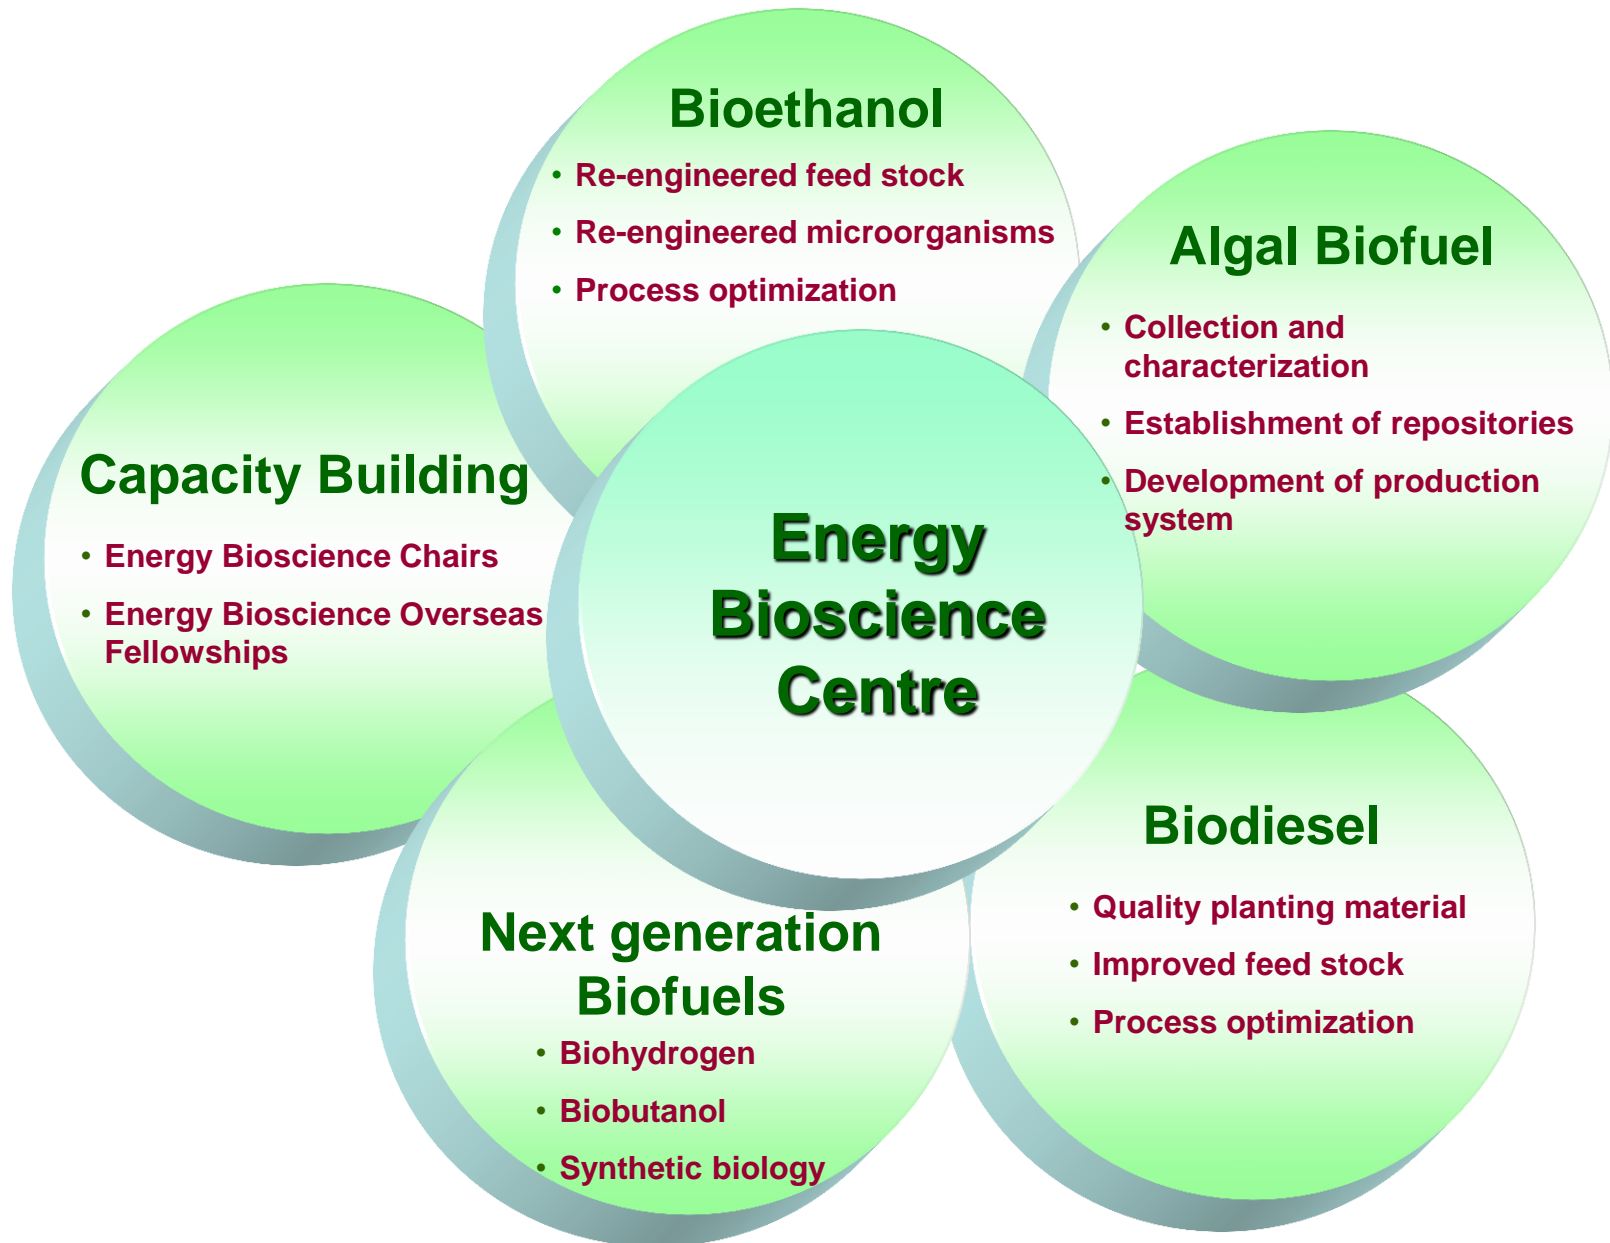 Bioethanol
• Re-engineered feed stock
• Re-engineered microorganisms
• Process optimization
Algal Biofuel
• Collection and
characterization
• Establishment of repositories
• Development of production
system
Capacity Building
• Energy Bioscience Chairs
• Energy Bioscience Overseas
Fellowships
Energy
Bioscience
Centre
Biodiesel
• Quality planting material
• Improved feed stock
• Process optimization
Next generation
Biofuels
• Biohydrogen
• Biobutanol
• Synthetic biology